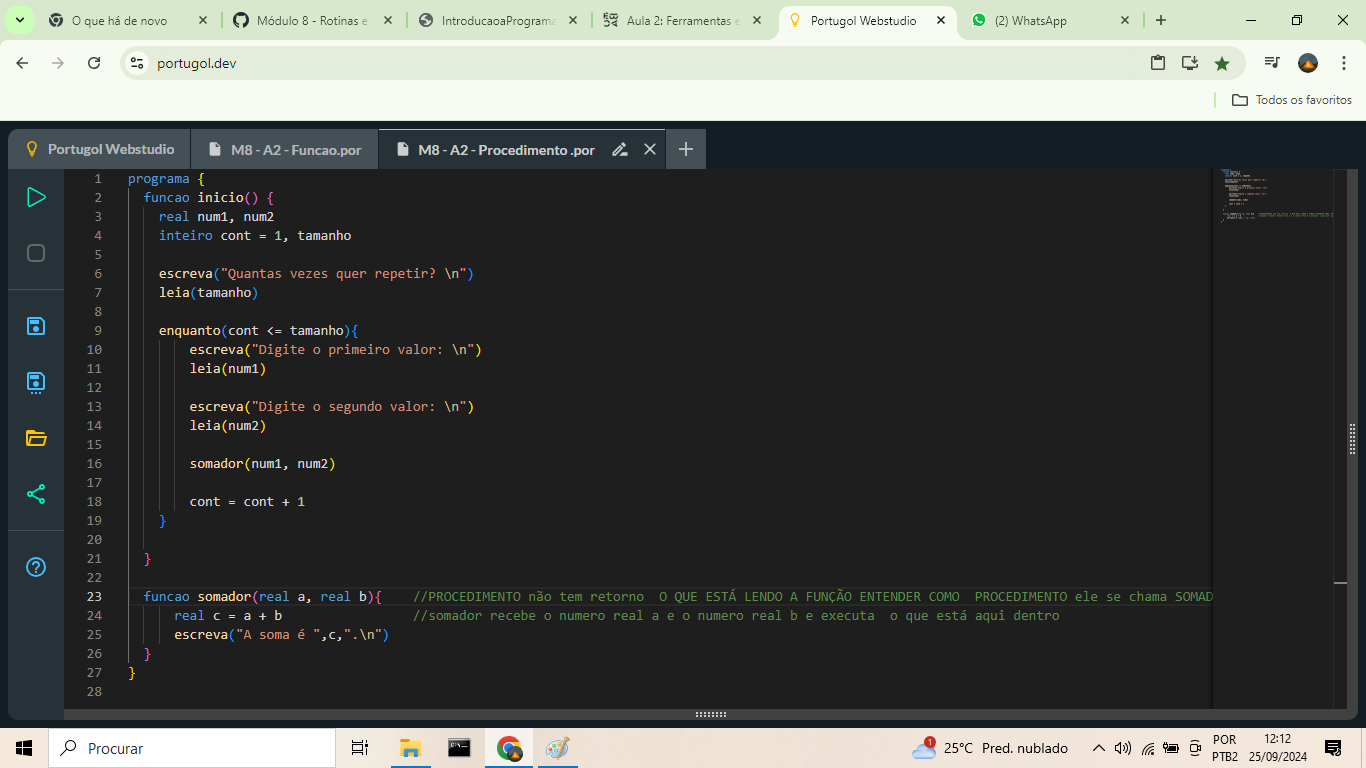 O que há de novo
Módulo 8 - Rotinas e
IntroducaoaPrograma
Aula 2: Ferramentas e
Portugol Webstudio
(2) WhatsApp
portugol.dev
Todos os favoritos
Portugol Webstudio
M8 - A2 - Funcao.por
M8 - A2 - Procedimento .por
1 programa {
2 funcao inicio() {
3 real num1, num2
4 inteiro cont = 1, tamanho
5
6 escreva("Quantas vezes quer repetir? \n")
7 leia(tamanho)
8
9 enquanto(cont <= tamanho){
10 escreva("Digite o primeiro valor: \n")
11 leia(num1)
12
13 escreva("Digite o segundo valor: \n")
14 leia(num2)
15
16 somador(num1, num2)
17
18 cont = cont + 1
19 }
20
21 }
22
23 funcao somador(real a, real b){ //PROCEDIMENTO não tem retorno O QUE ESTÁ LENDO A FUNÇÃO ENTENDER COMO PROCEDIMENTO ele se chama SOMAD
24 real c = a + b //somador recebe o numero real a e o numero real b e executa o que está aqui dentro
25 escreva("A soma é ",c,".\n")
26 }
27 }
28
Procurar
1
25°C Pred. nublado
POR
PTB2
12:12
25/09/2024